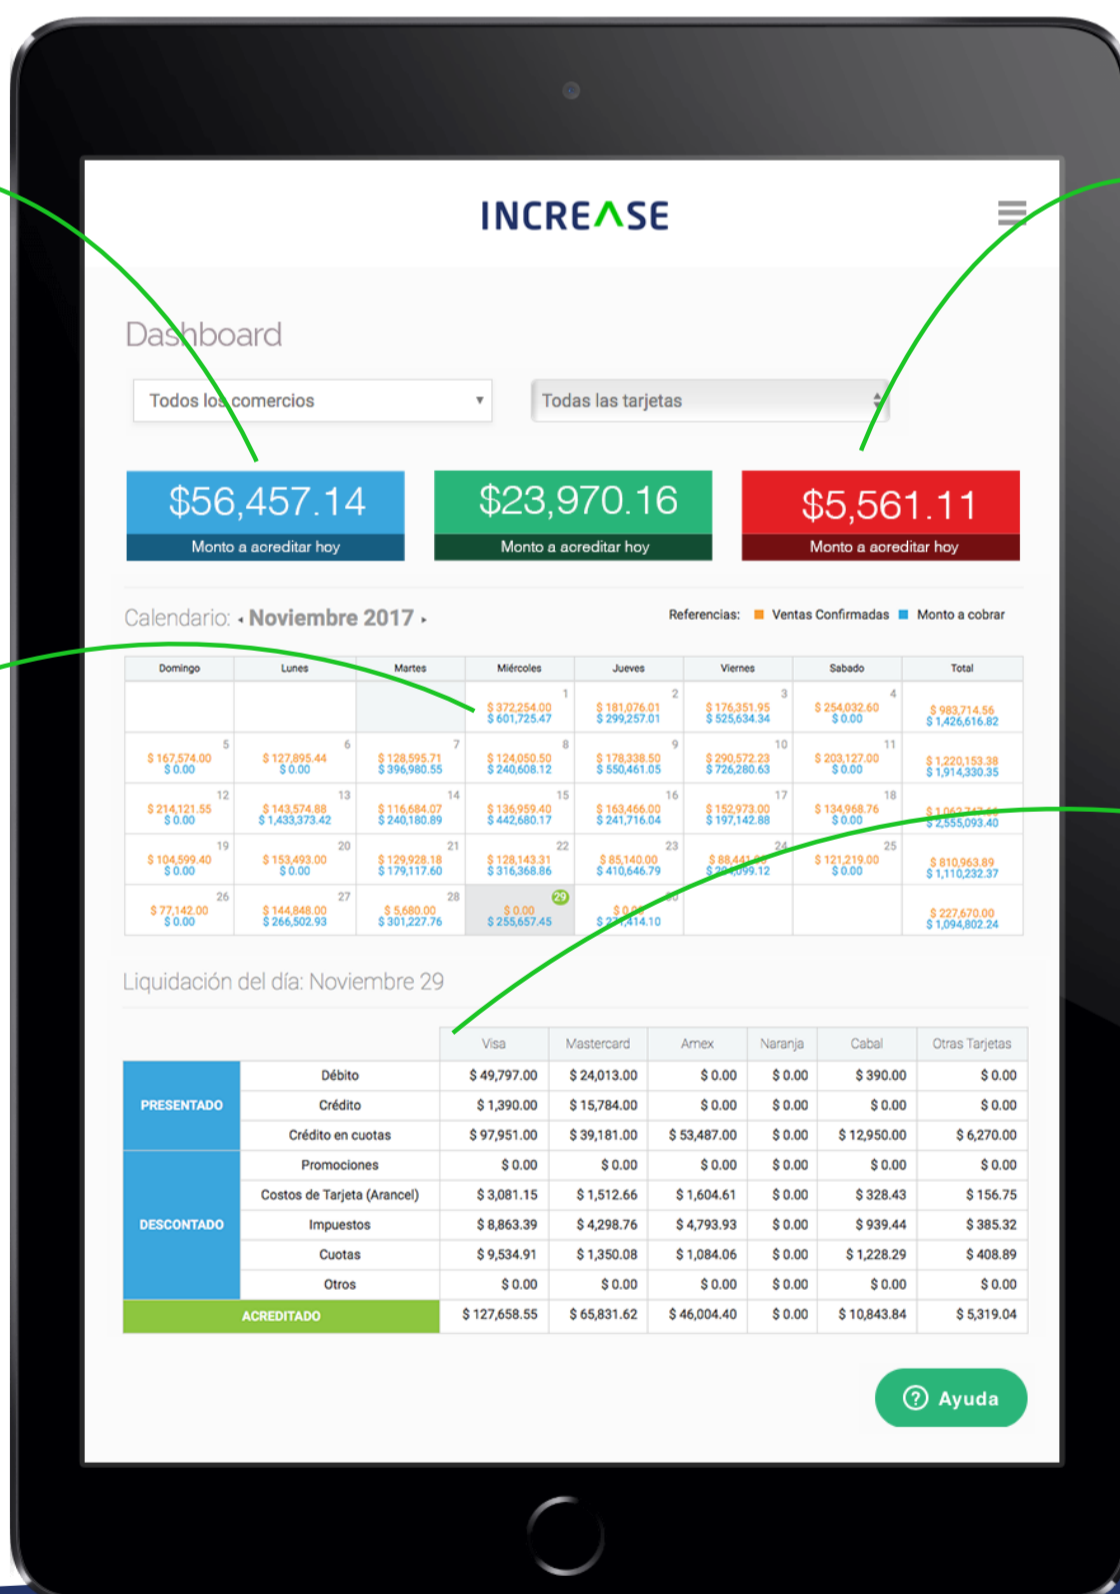 INCREASE
Dashboard
Todos los comercios Todas las tarjetas
$56,457.14 $23,970.16 $5,561.11
Monto a acreditar hoy Monto a acreditar hoy Monto a acreditar hoy
Calendario: Noviembre 2017 Referencias: Ventas Confirmadas Monto a cobrar
Domingo Lunes Martes Miércoles Jueves Viernes Sabado Total
1 2 3 4
$ 372,254.00 $ 181,076.01 $ 176,351.95 $ 254,032.60 $ 983,714.56
$ 601,725.47 $ 299,257.01 $ 525,634.34 $ 0.00 $ 1,426,616.82
5 6 7 8 9 10 11
$ 167,574.00 $ 127,895.44 $ 128,595.71 $ 124,050.50 $ 178,338.50 $ 290,572.23 $ 203,127.00 $ 1,220,153.38
$ 0.00 $ 0.00 $ 396,980.55 $ 240,608.12 $ 550,461.05 $ 726,280.63 $ 0.00 $ 1,914,330.35
12 13 14 15 16 17 18
$ 214,121.55 $ 143,574.88 $ 116,684.07 $ 136,959.40 $ 163,466.00 $ 152,973.00 $ 134,968.76
$ 0.00 $ 1,433,373.42 $ 240,180.89 $ 442,680.17 $ 241,716.04 $ 197,142.88 $ 0.00 $ 2,555,093.40
19 20 21 22 23 24 25
$ 104,599.40 $ 153,493.00 $ 129,928.18 $ 128,143.31 $ 85,140.00 $ 121,219.00 $ 810,963.89
$ 0.00 $ 0.00 $ 179,117.60 $ 316,368.86 $ 410,646.79 $ 0.00 $ 1,110,232.37
26 27 28 29 30
$ 77,142.00 $ 144,848.00 $ 5,680.00 $ 0.00 $ 0.00 $ 227,670.00
$ 0.00 $ 266,502.93 $ 301,227.76 $ 255,657.45 $ 1,094,802.24
Liquidación del día: Noviembre 29
Visa Mastercard Amex Naranja Cabal Otras Tarjetas
Débito $ 49,797.00 $ 24,013.00 $ 0.00 $ 0.00 $ 390.00 $ 0.00
PRESENTADO Crédito $ 1,390.00 $ 15,784.00 $ 0.00 $ 0.00 $ 0.00 $ 0.00
Crédito en cuotas $ 97,951.00 $ 39,181.00 $ 53,487.00 $ 0.00 $ 12,950.00 $ 6,270.00
Promociones $ 0.00 $ 0.00 $ 0.00 $ 0.00 $ 0.00 $ 0.00
Costos de Tarjeta (Arancel) $ 3,081.15 $ 1,512.66 $ 1,604.61 $ 0.00 $ 328.43 $ 156.75
DESCONTADO Impuestos $ 8,863.39 $ 4,298.76 $ 4,793.93 $ 0.00 $ 939.44 $ 385.32
Cuotas $ 9,534.91 $ 1,350.08 $ 1,084.06 $ 0.00 $ 1,228.29 $ 408.89
Otros $ 0.00 $ 0.00 $ 0.00 $ 0.00 $ 0.00 $ 0.00
ACREDITADO $ 127,658.55 $ 65,831.62 $ 46,004.40 $ 0.00 $ 10,843.84 $ 5,319.04
? Ayuda